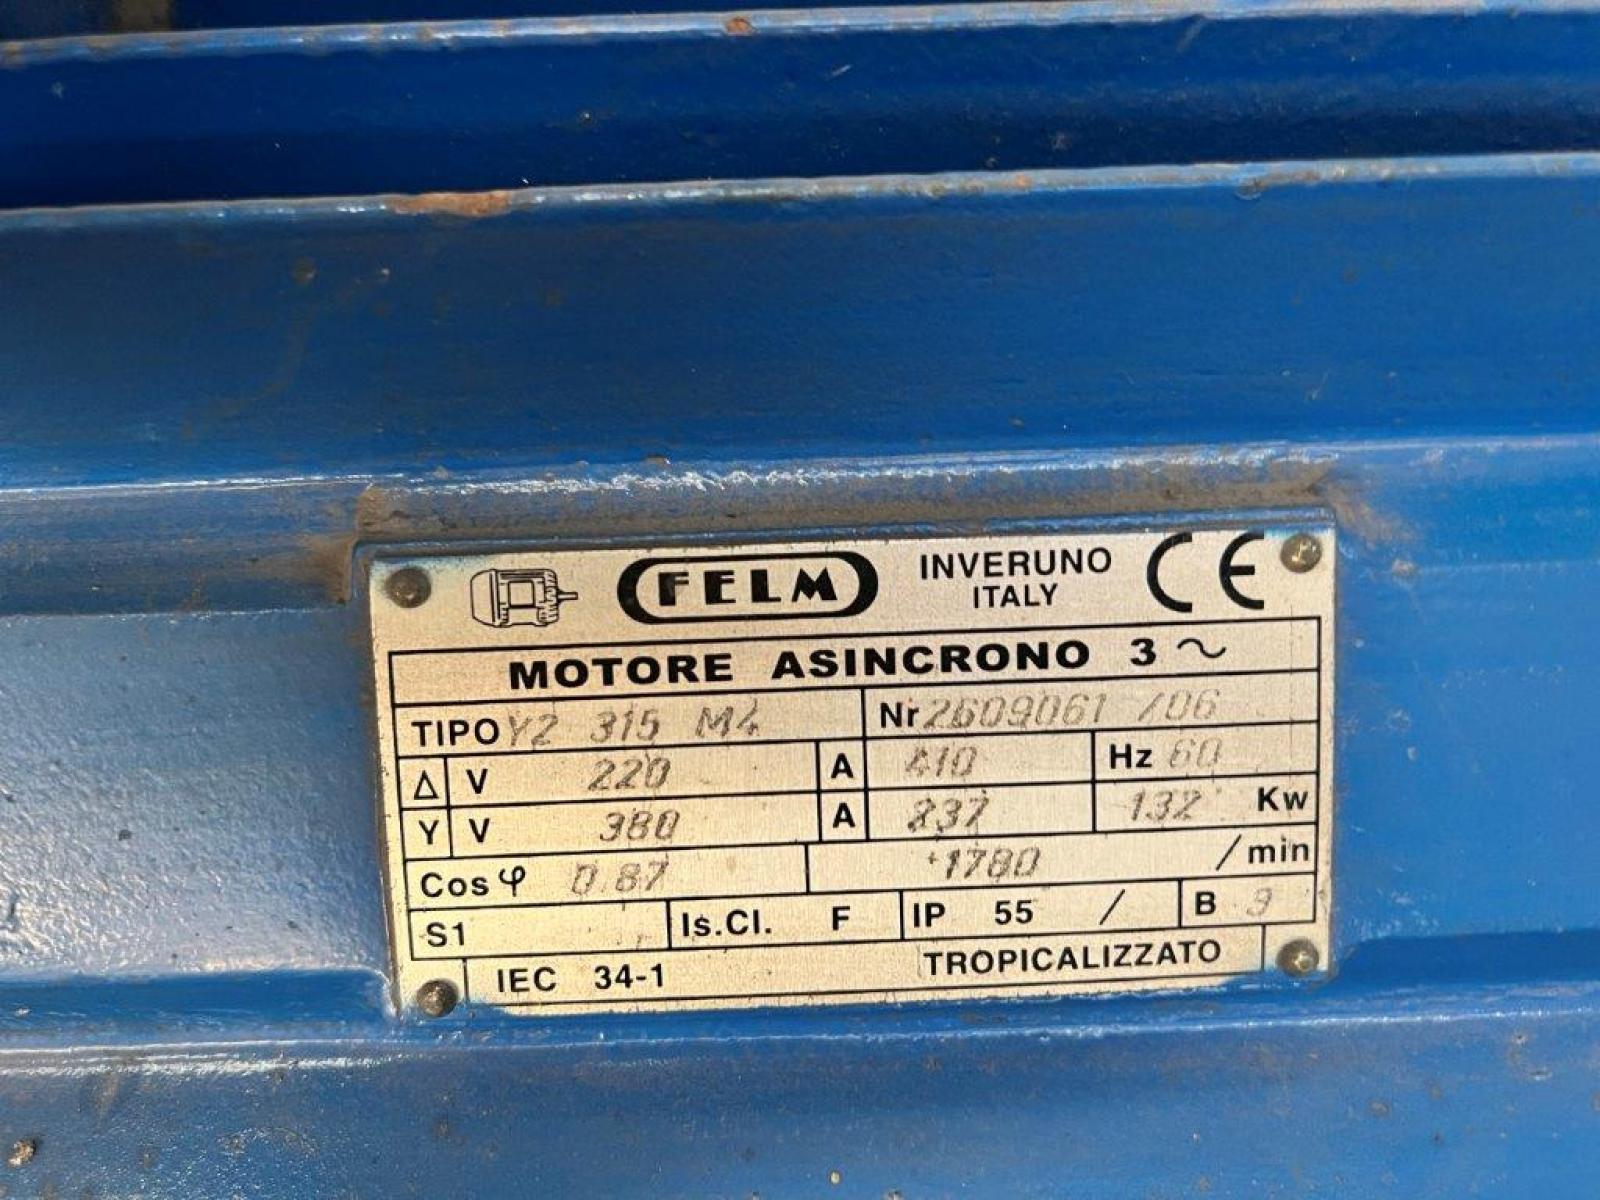 FELM INVERUNO ITALY CE
MOTORE ASINCRONO 3 ~
TIPO Y2 315 M4 Nr 2609061 /06
Δ V 220 A 410 Hz 60
Y V 380 A 237 132 Kw
Cos φ 0.87 1780 /min
S1 Is.Cl. F IP 55 / B 3
IEC 34-1 TROPICALIZZATO